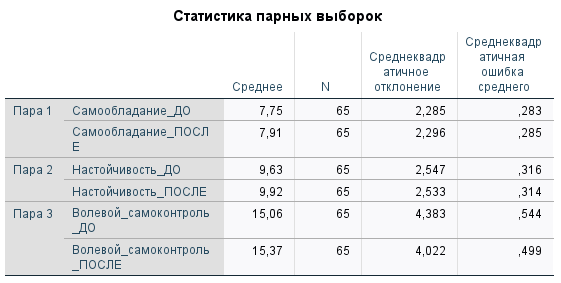 Статистика парных выборок
Среднее
N
Среднеквадр
атичное
отклонение
Среднеквадр
атичная
ошибка
среднего
Пара 1
Самообладание_ДО
7,75
65
2,285
,283
Самообладание_ПОСЛ
Е
7,91
65
2,296
,285
Пара 2
Настойчивость_ДО
9,63
65
2,547
,316
Настойчивость_ПОСЛЕ
9,92
65
2,533
,314
Пара 3
Волевой_самоконтроль
_ДО
15,06
65
4,383
,544
Волевой_самоконтроль
_ПОСЛЕ
15,37
65
4,022
,499